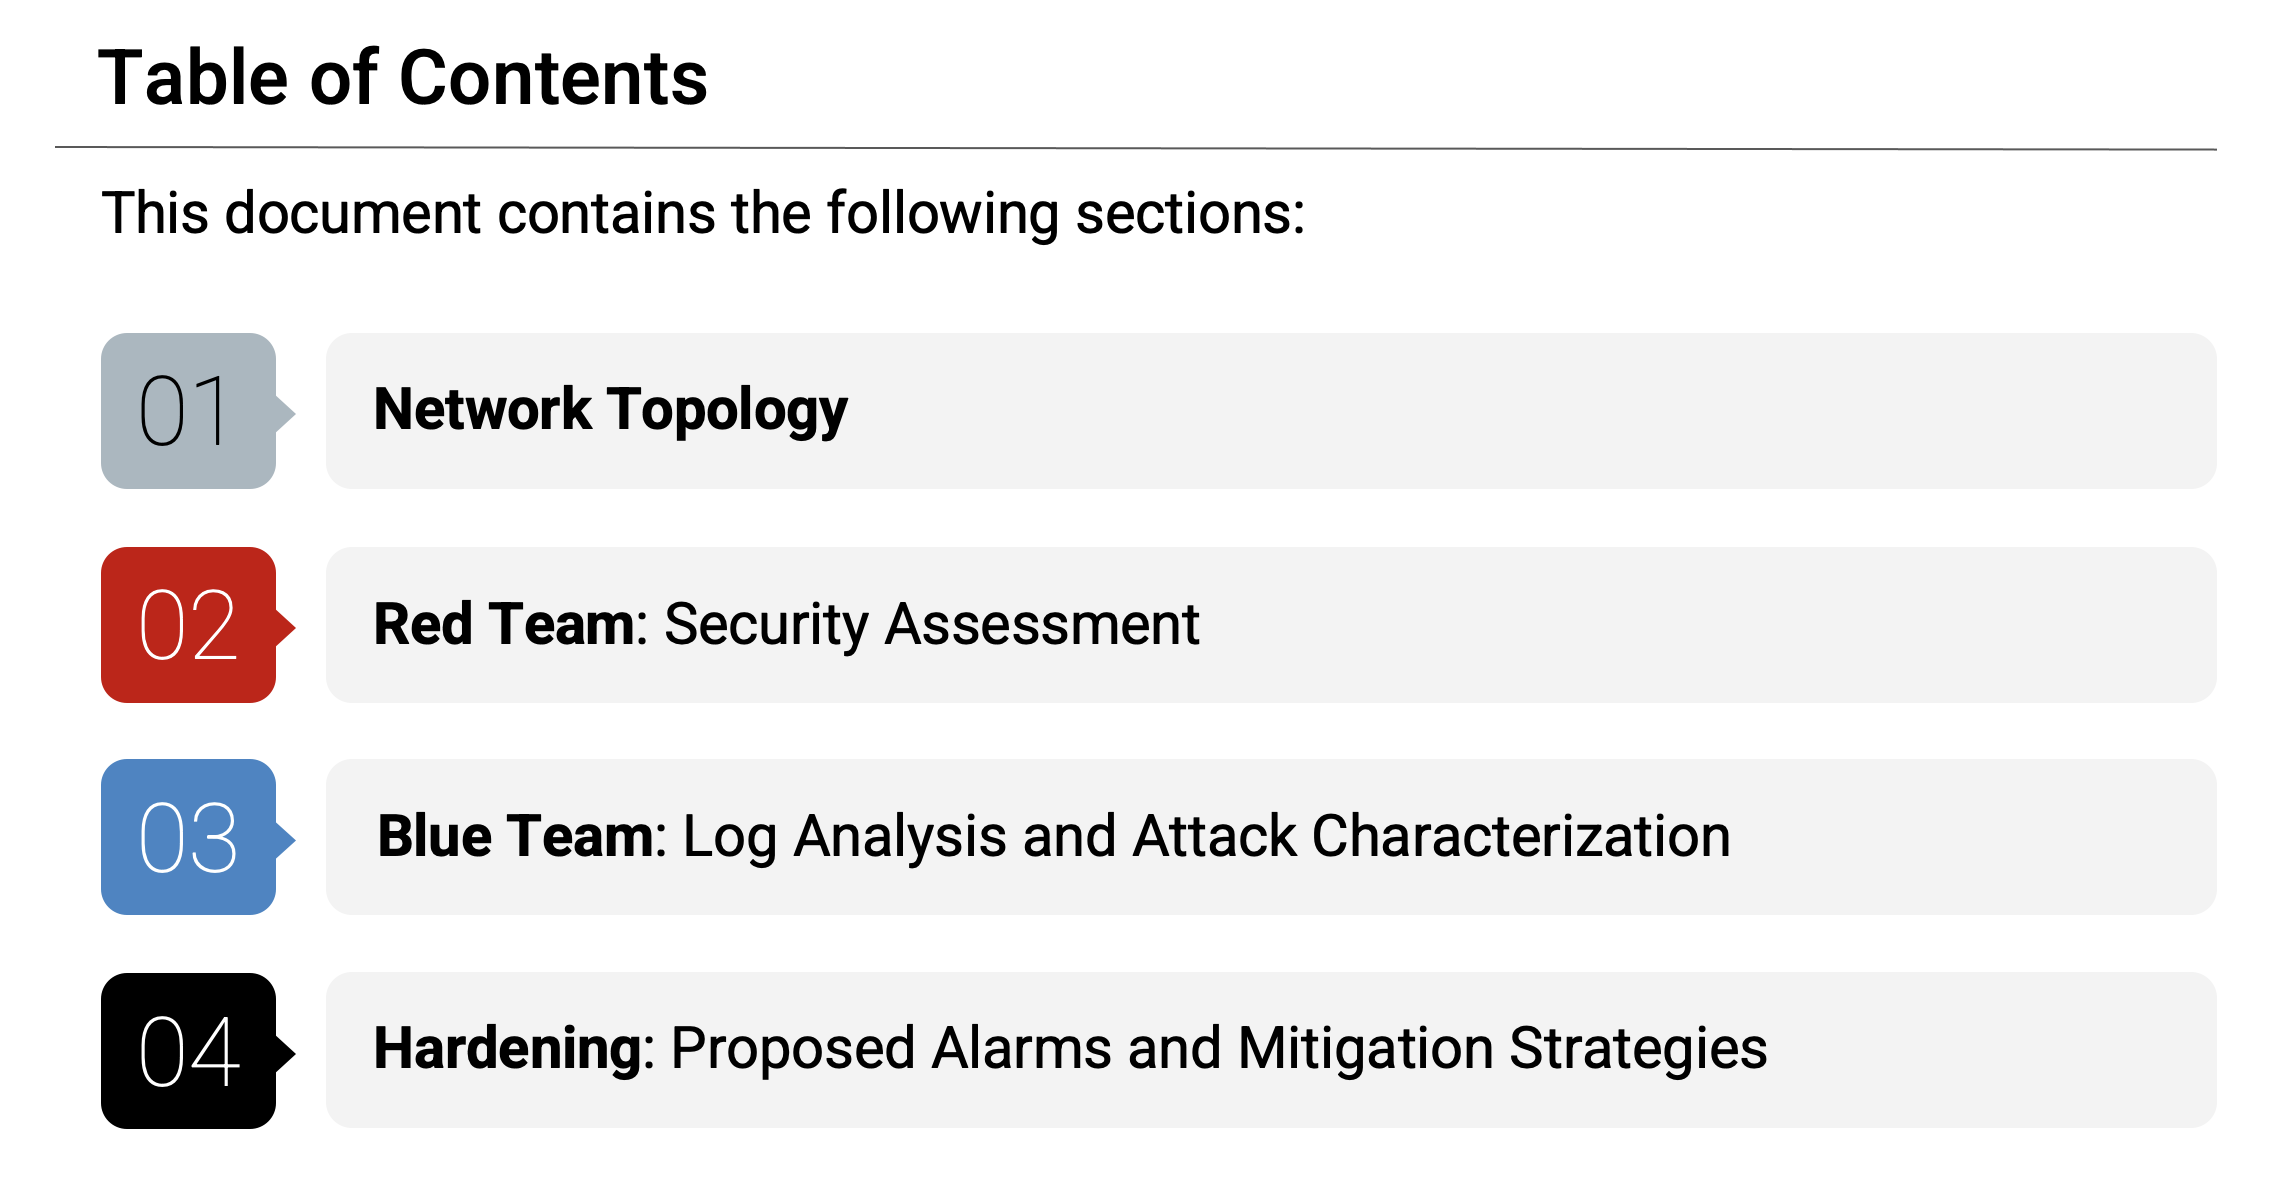 Table of Contents
This document contains the following sections:
01
Network Topology
02
Red Team: Security Assessment
03
Blue Team: Log Analysis and Attack Characterization
04
Hardening: Proposed Alarms and Mitigation Strategies